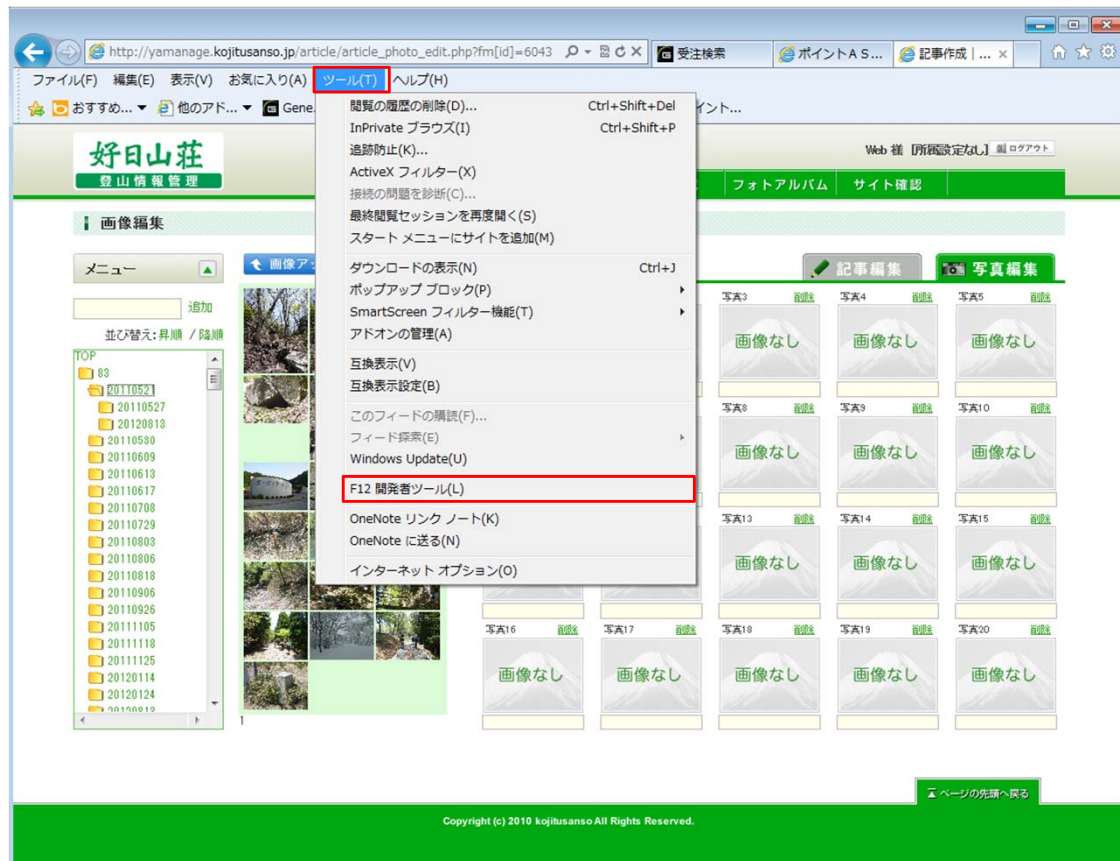 http://yamanage.kojitusanso.jp/article/article_photo_edit.php?fm[id]=6043
受注検索
ポイントＡＳ...
記事作成 | ...
ファイル(F) 編集(E) 表示(V) お気に入り(A) ツール(T) ヘルプ(H)
おすすめ... 他のアド... Gene. イント...
閲覧の履歴の削除(D)... Ctrl+Shift+Del
InPrivate ブラウズ(I) Ctrl+Shift+P
追跡防止(K)...
ActiveX フィルター(X)
接続の問題を診断(C)...
最終閲覧セッションを再度開く(S)
スタート メニューにサイトを追加(M)
ダウンロードの表示(N) Ctrl+J
ポップアップ ブロック(P)
SmartScreen フィルター機能(T)
アドオンの管理(A)
互換表示(V)
互換表示設定(B)
このフィードの購読(F)...
フィード探索(E)
Windows Update(U)
F12 開発者ツール(L)
OneNote リンク ノート(K)
OneNote に送る(N)
インターネット オプション(O)
好日山荘
登山情報管理
Web 様 [所属設定なし] ログアウト
フォトアルバム サイト確認
画像編集
メニュー
画像ア
記事編集 写真編集
追加
並び替え:昇順 / 降順
TOP
83
20110521
20110527
20120813
20110530
20110609
20110613
20110617
20110708
20110729
20110803
20110806
20110818
20110906
20110926
20111105
20111118
20111125
20120114
20120124
1
写真3 削除 写真4 削除 写真5 削除
画像なし 画像なし 画像なし
写真8 削除 写真9 削除 写真10 削除
画像なし 画像なし 画像なし
写真13 削除 写真14 削除 写真15 削除
画像なし 画像なし 画像なし
写真16 削除 写真17 削除 写真18 削除 写真19 削除 写真20 削除
画像なし 画像なし 画像なし 画像なし 画像なし
ページの先頭へ戻る
Copyright (c) 2010 kojitusanso All Rights Reserved.